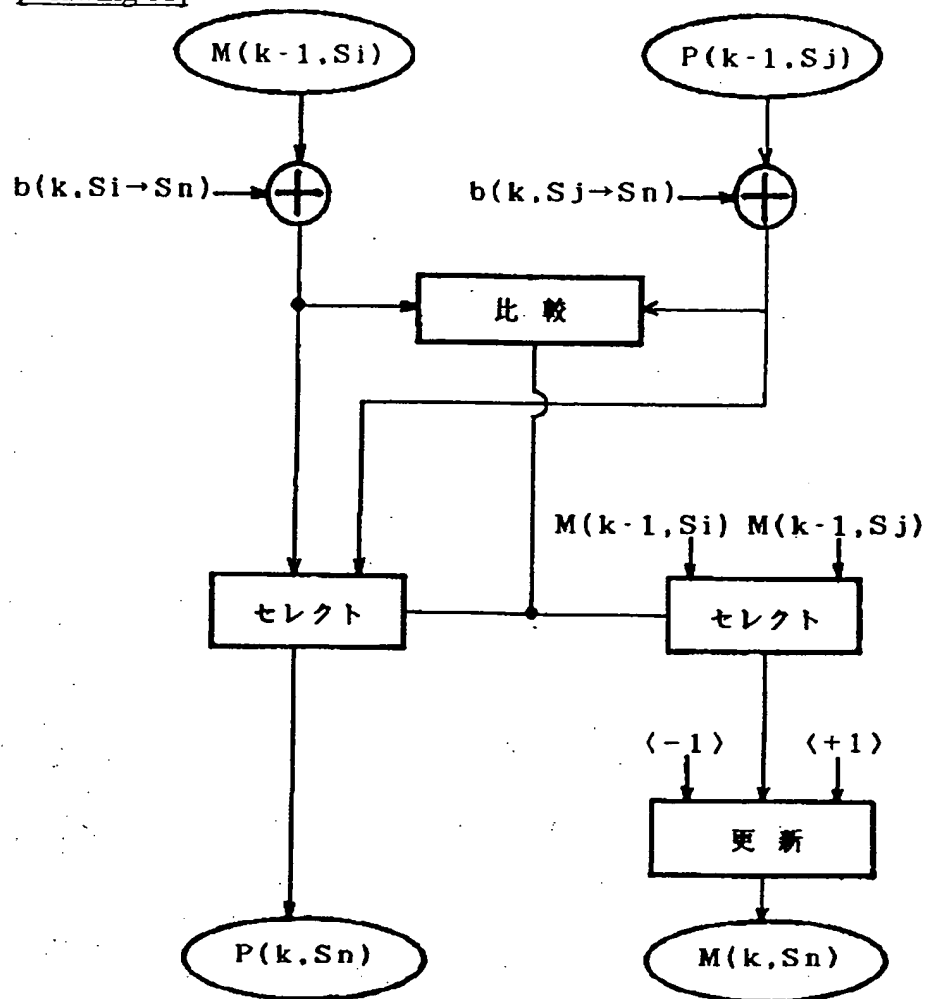 M(k-1,Si)
P(k-1,Sj)
b(k,Si→Sn)
b(k,Sj→Sn)
比較
M(k-1,Si) M(k-1,Sj)
セレクト
セレクト
〈-1〉
〈+1〉
更新
P(k,Sn)
M(k,Sn)